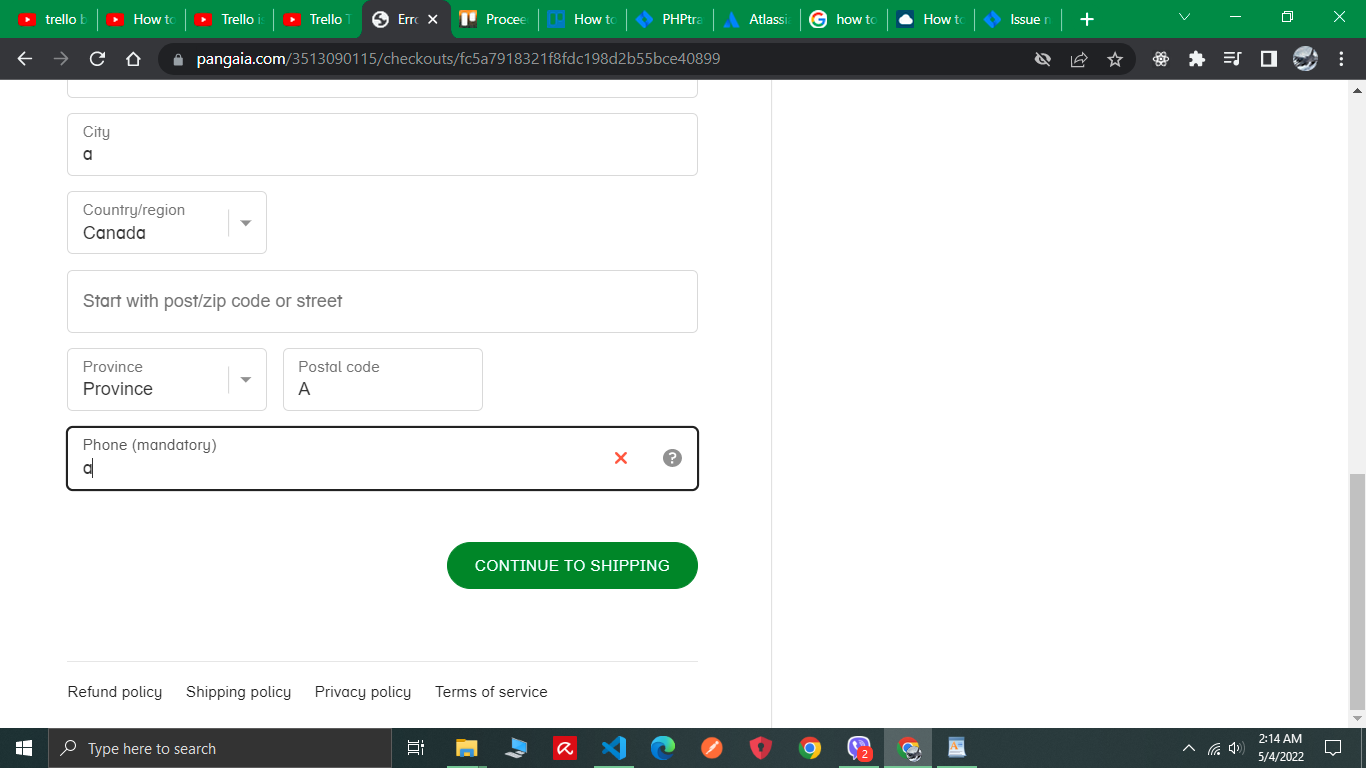 trello b
How to
Trello is
Trello T
Erro
Procee
How to
PHPtra
Atlassi
how to
How to
Issue n
pangaia.com/3513090115/checkouts/fc5a7918321f8fdc198d2b55bce40899
City
a
Country/region
Canada
Start with post/zip code or street
Province
Province
Postal code
A
Phone (mandatory)
a
CONTINUE TO SHIPPING
Refund policy Shipping policy Privacy policy Terms of service
Type here to search
2
2:14 AM
5/4/2022